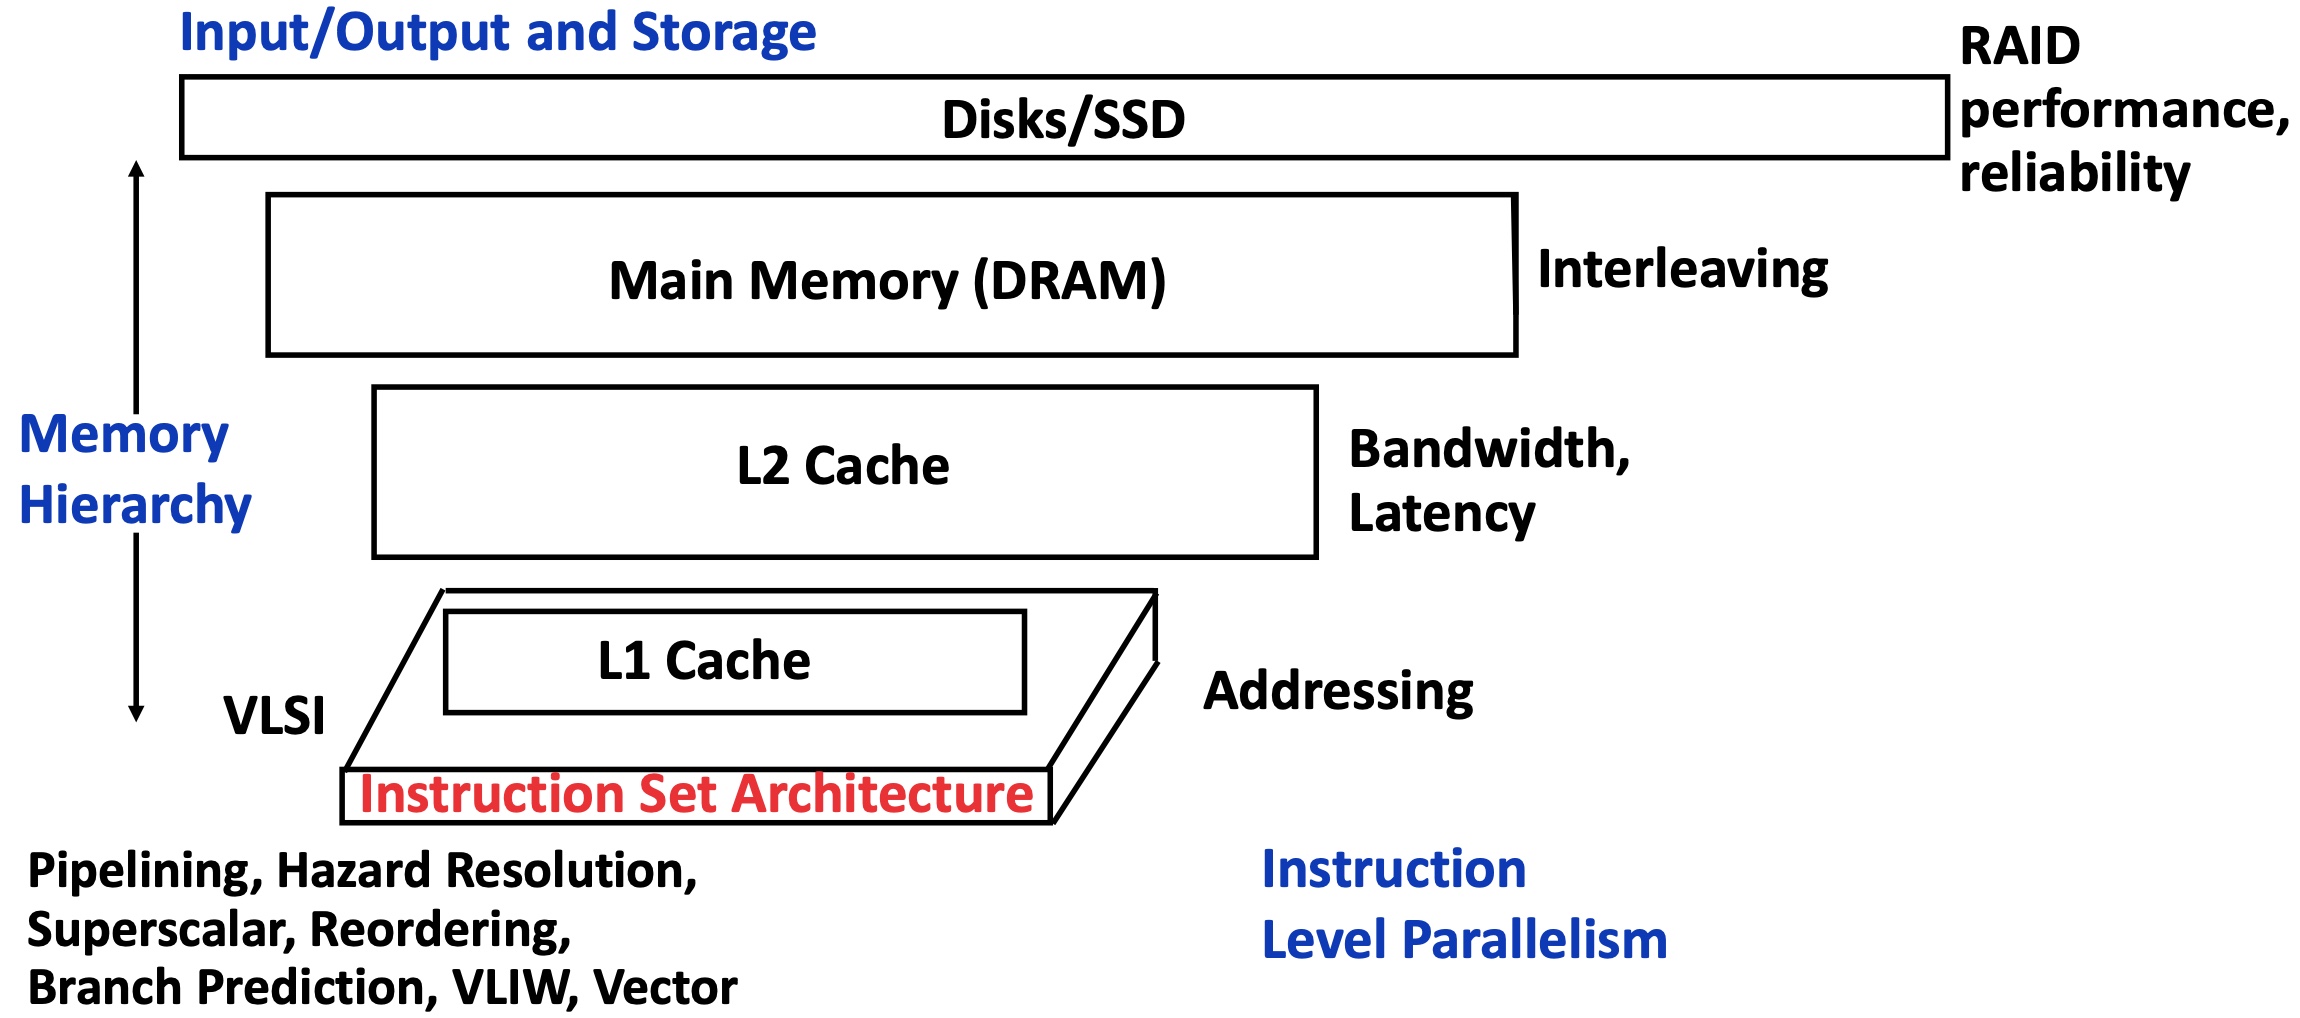 Input/Output and Storage
RAID
performance,
reliability
Disks/SSD
Main Memory (DRAM)
Interleaving
Memory
Hierarchy
L2 Cache
Bandwidth,
Latency
L1 Cache
VLSI
Addressing
Instruction Set Architecture
Pipelining, Hazard Resolution,
Superscalar, Reordering,
Branch Prediction, VLIW, Vector
Instruction
Level Parallelism